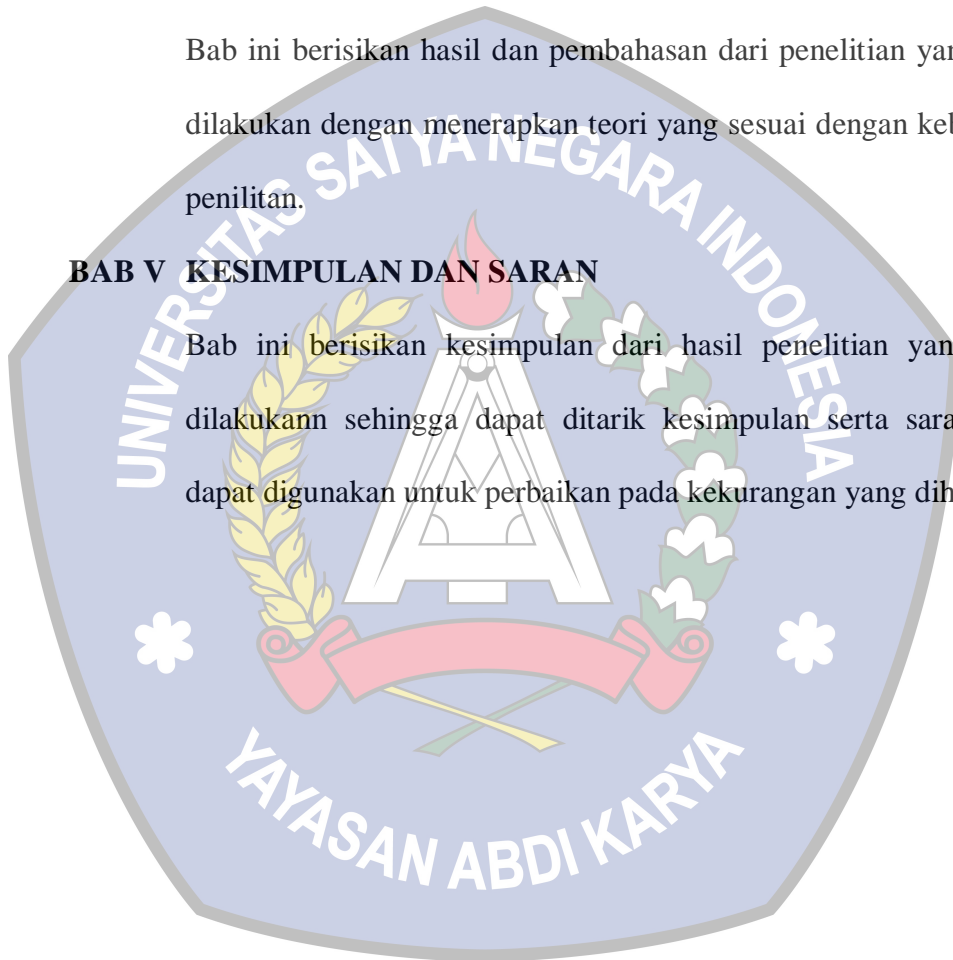 Bab ini berisikan hasil dan pembahasan dari penelitian yan
dilakukan dengan menerapkan teori yang sesuai dengan keb
penilitan.
BAB V KESIMPULAN DAN SARAN
Bab ini berisikan kesimpulan dari hasil penelitian yan
dilakukann sehingga dapat ditarik kesimpulan serta sara
dapat digunakan untuk perbaikan pada kekurangan yang dih
UNIVERSITAS SATYA NEGARA INDONESIA
YAYASAN ABDI KARYA